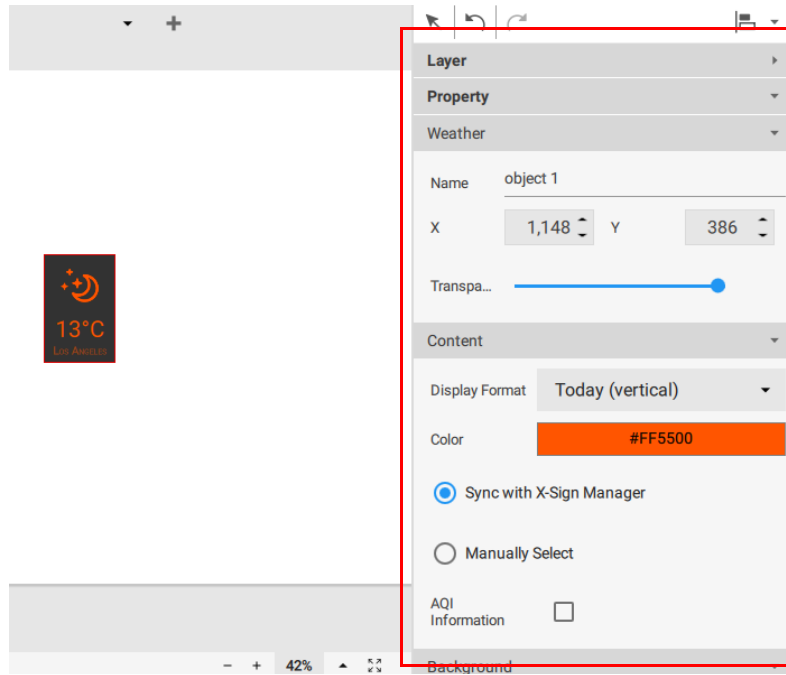 Layer
Property
Weather
Name object 1
X 1,148 Y 386
Transpa...
13°C
Los Angeles
Content
Display Format Today (vertical)
Color #FF5500
Sync with X-Sign Manager
Manually Select
AQI
Information
- + 42%
Background